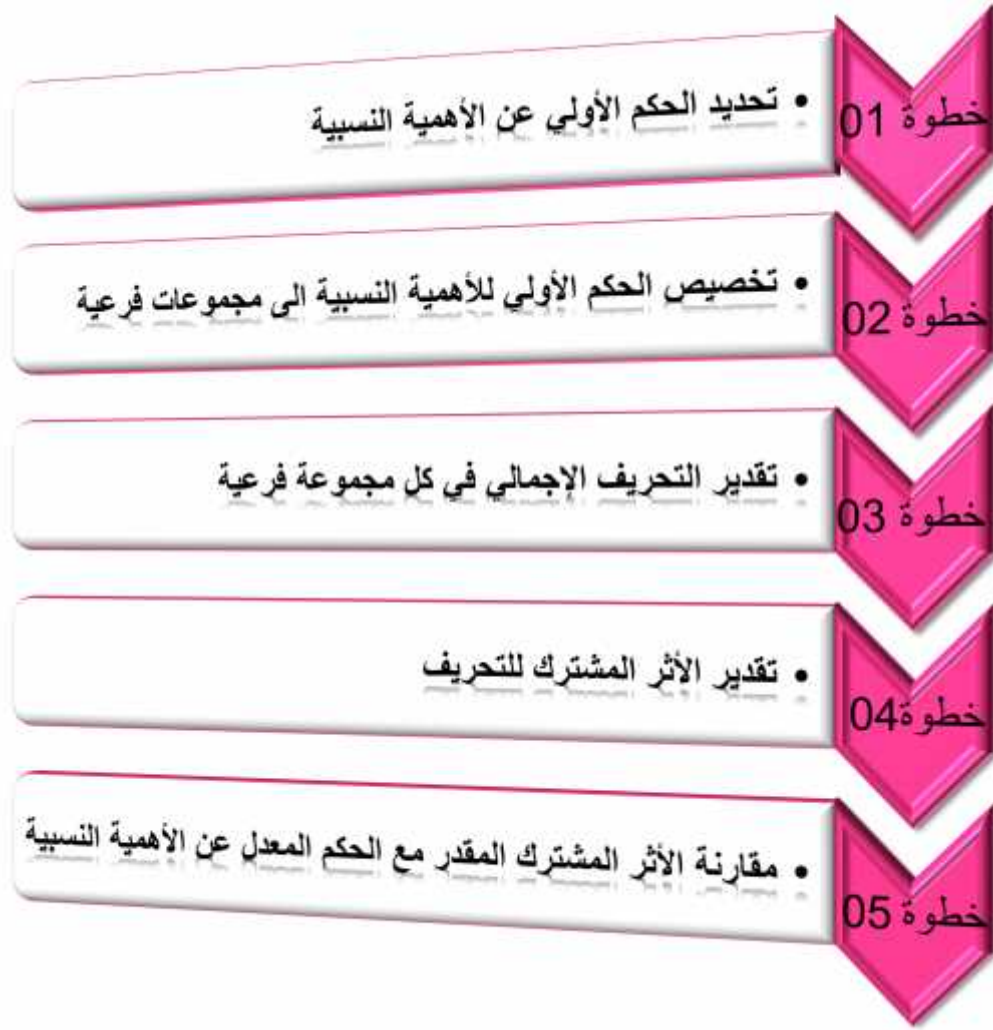 خطوة 01
• تحديد الحكم الأولي عن الأهمية النسبية
خطوة 02
• تخصيص الحكم الأولي للأهمية النسبية الى مجموعات فرعية
خطوة 03
• تقدير التحريف الإجمالي في كل مجموعة فرعية
خطوة04
• تقدير الأثر المشترك للتحريف
خطوة 05
• مقارنة الأثر المشترك المقدر مع الحكم المعدل عن الأهمية النسبية